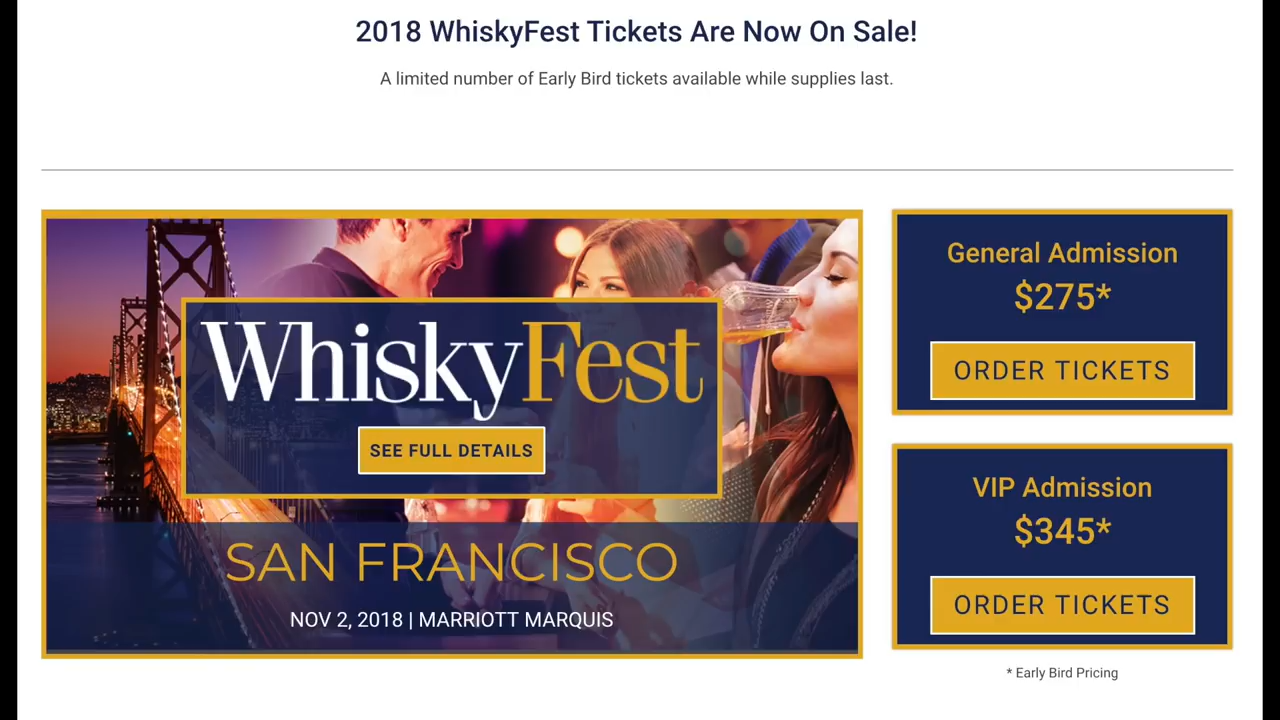 2018 WhiskyFest Tickets Are Now On Sale!
A limited number of Early Bird tickets available while supplies last.
WhiskyFest
SEE FULL DETAILS
SAN FRANCISCO
NOV 2, 2018 | MARRIOTT MARQUIS
General Admission
$275*
ORDER TICKETS
VIP Admission
$345*
ORDER TICKETS
* Early Bird Pricing